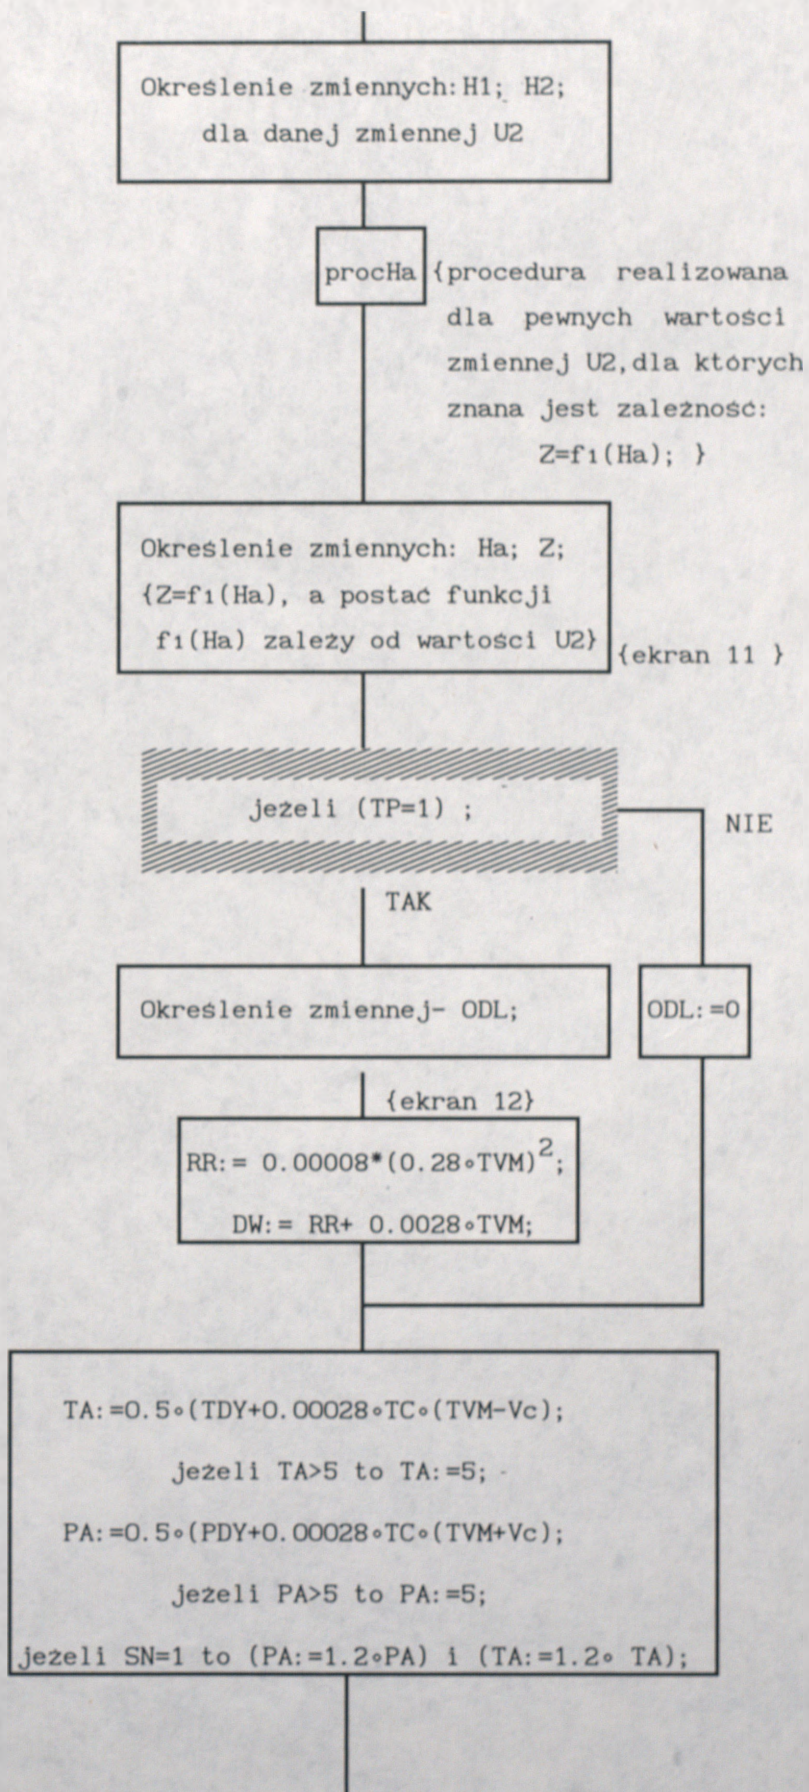 Określenie zmiennych: H1; H2;
dla danej zmiennej U2
procHa {procedura realizowana
dla pewnych wartości
zmiennej U2, dla których
znana jest zależność:
Z=f1(Ha); }
Określenie zmiennych: Ha; Z;
{Z=f1(Ha), a postać funkcji
f1(Ha) zależy od wartości U2}
{ekran 11 }
jeżeli (TP=1) ;
NIE
TAK
Określenie zmiennej- ODL;
ODL:=0
{ekran 12}
RR:= 0.00008*(0.28∘TVM)²;
DW:= RR+ 0.0028∘TVM;
TA:=0.5∘(TDY+0.00028∘TC∘(TVM-Vc);
jeżeli TA>5 to TA:=5;
PA:=0.5∘(PDY+0.00028∘TC∘(TVM+Vc);
jeżeli PA>5 to PA:=5;
jeżeli SN=1 to (PA:=1.2∘PA) i (TA:=1.2∘ TA);